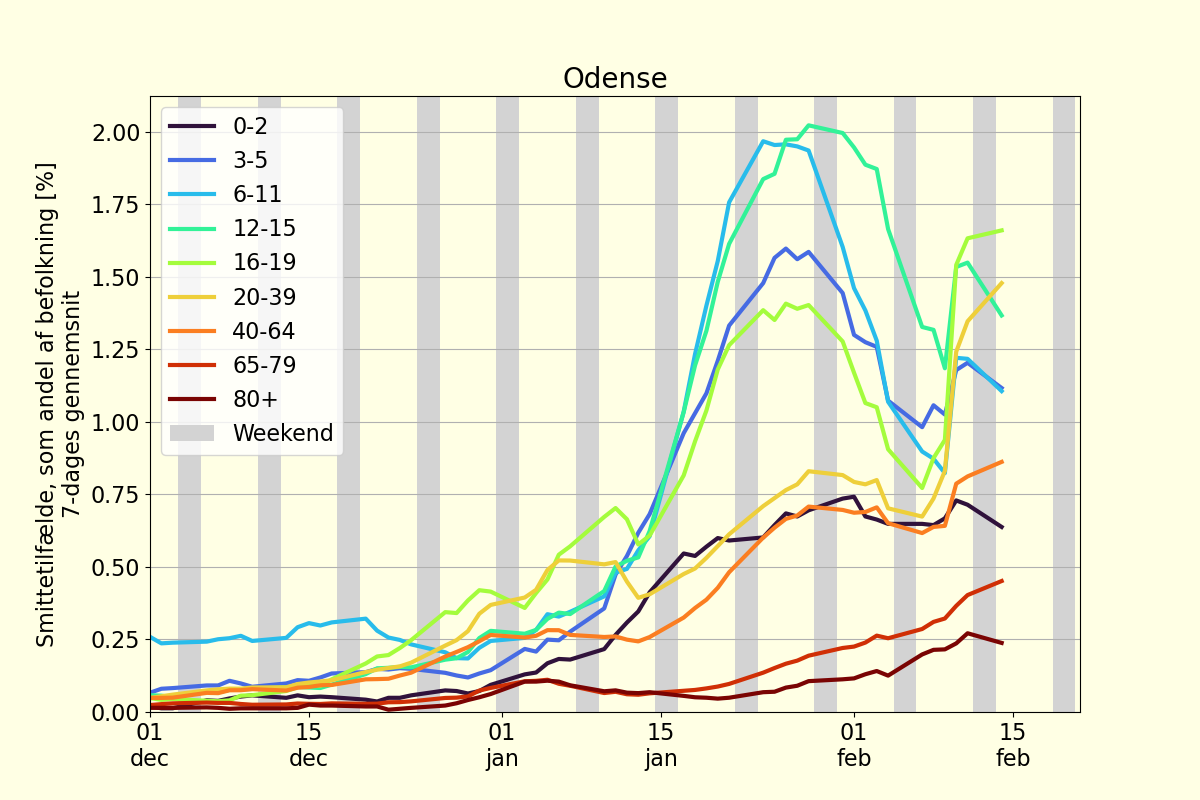 Odense
Smittetilfælde, som andel af befolkning [%]
7-dages gennemsnit
2.00
1.75
1.50
1.25
1.00
0.75
0.50
0.25
0.00
0-2
3-5
6-11
12-15
16-19
20-39
40-64
65-79
80+
Weekend
01
dec
15
dec
01
jan
15
jan
01
feb
15
feb